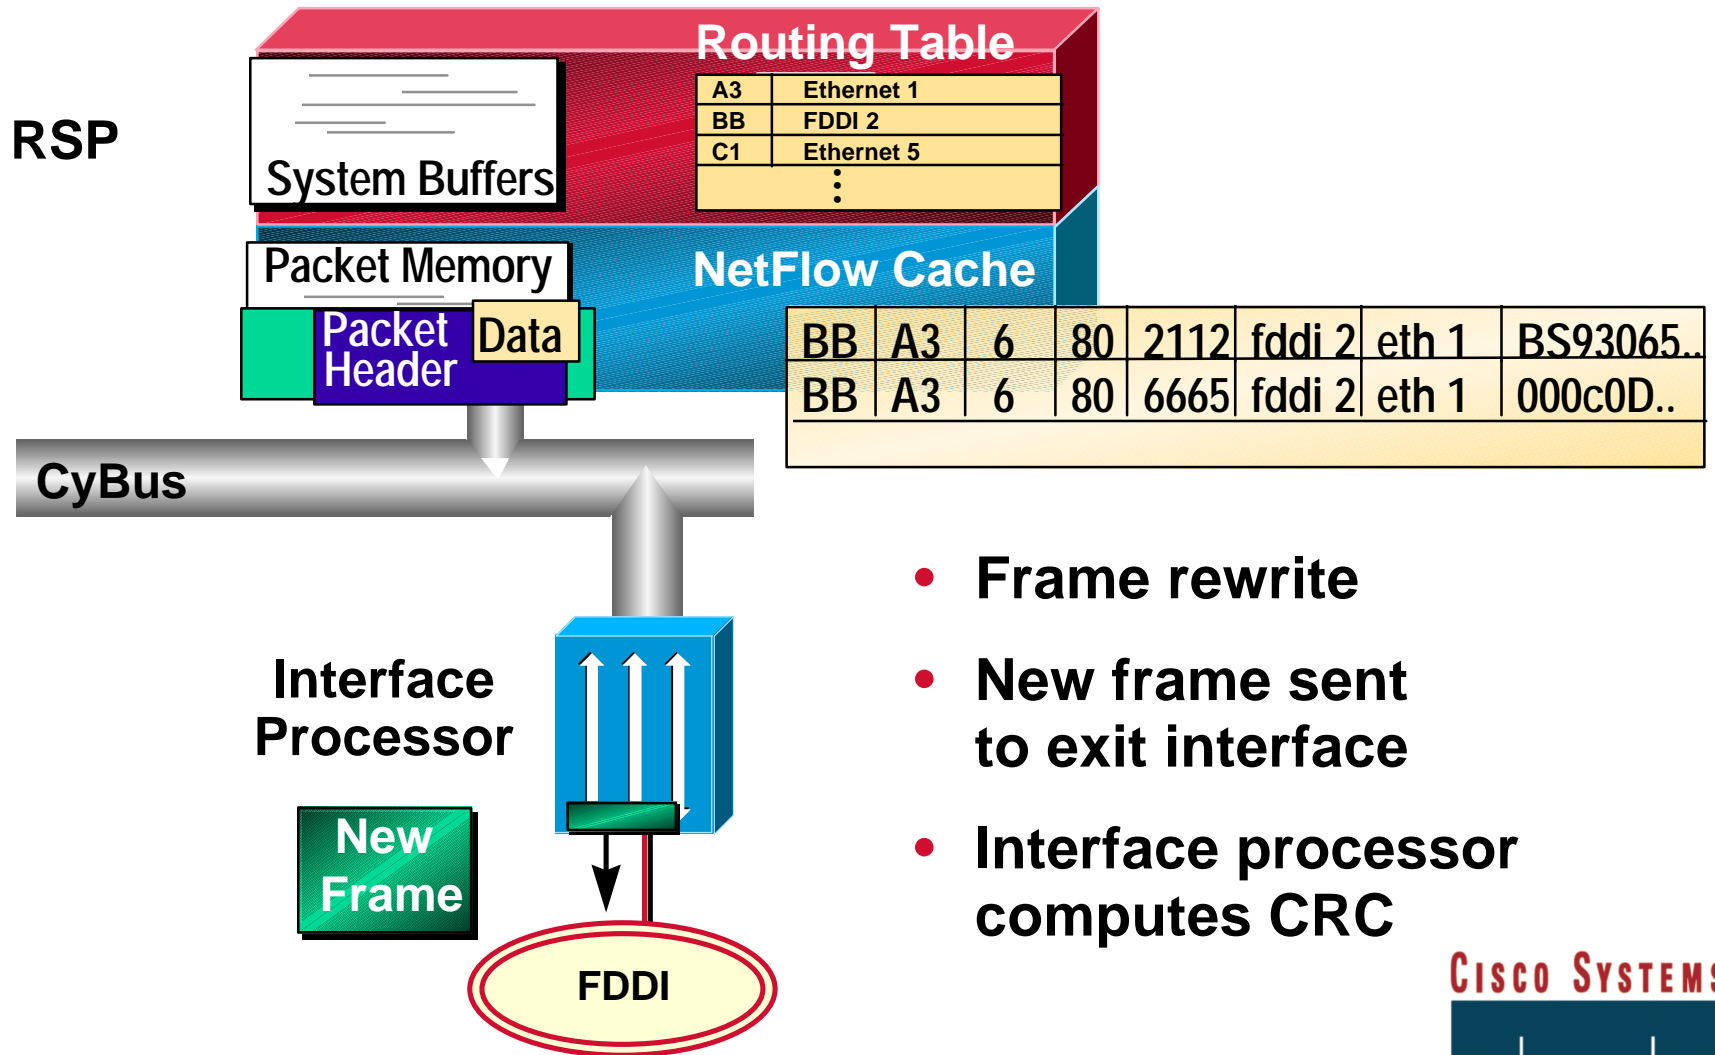 Routing Table
A3 Ethernet 1
BB FDDI 2
C1 Ethernet 5
RSP
System Buffers
Packet Memory
NetFlow Cache
Packet Header
Data
BB A3 6 80 2112 fddi 2 eth 1 BS93065..
BB A3 6 80 6665 fddi 2 eth 1 000c0D..
CyBus
• Frame rewrite
Interface
Processor
• New frame sent
to exit interface
New
Frame
• Interface processor
computes CRC
FDDI
CISCO SYSTEMS